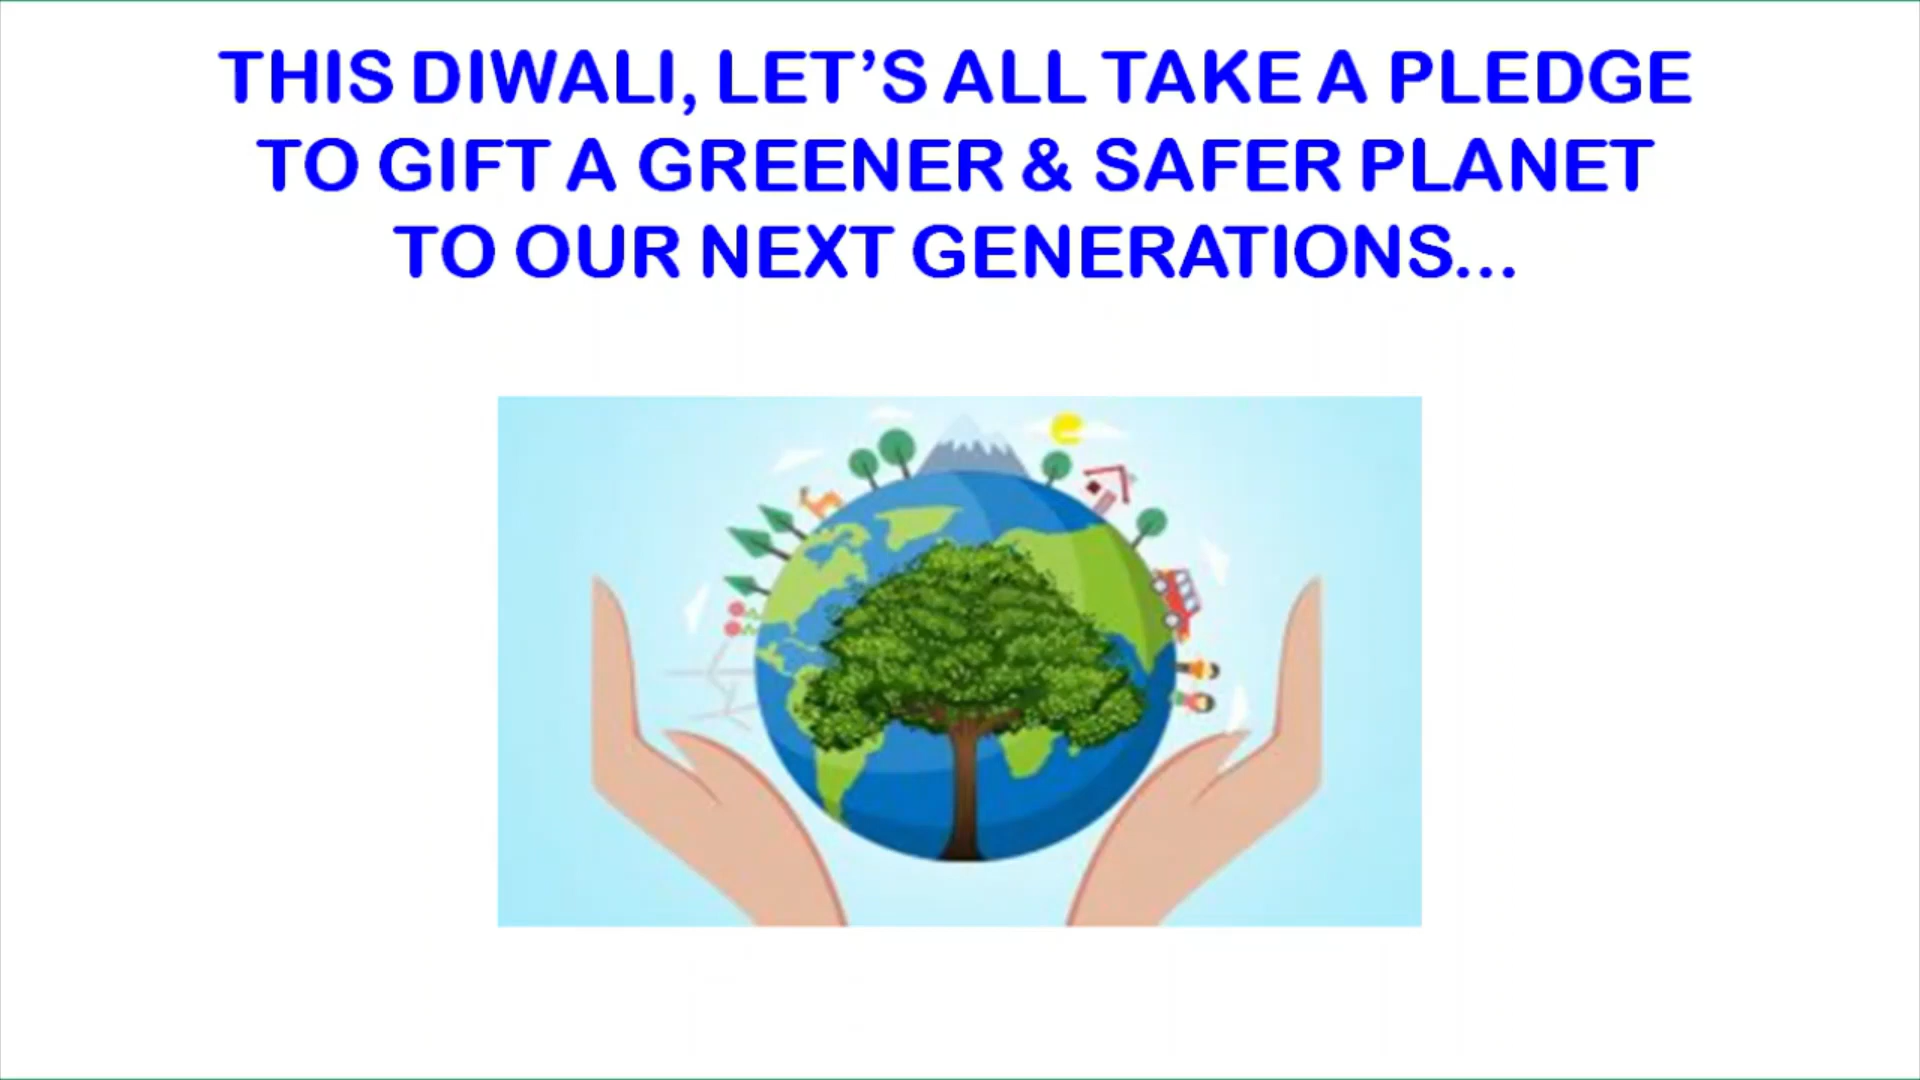 THIS DIWALI, LET’S ALL TAKE A PLEDGE
TO GIFT A GREENER & SAFER PLANET
TO OUR NEXT GENERATIONS...